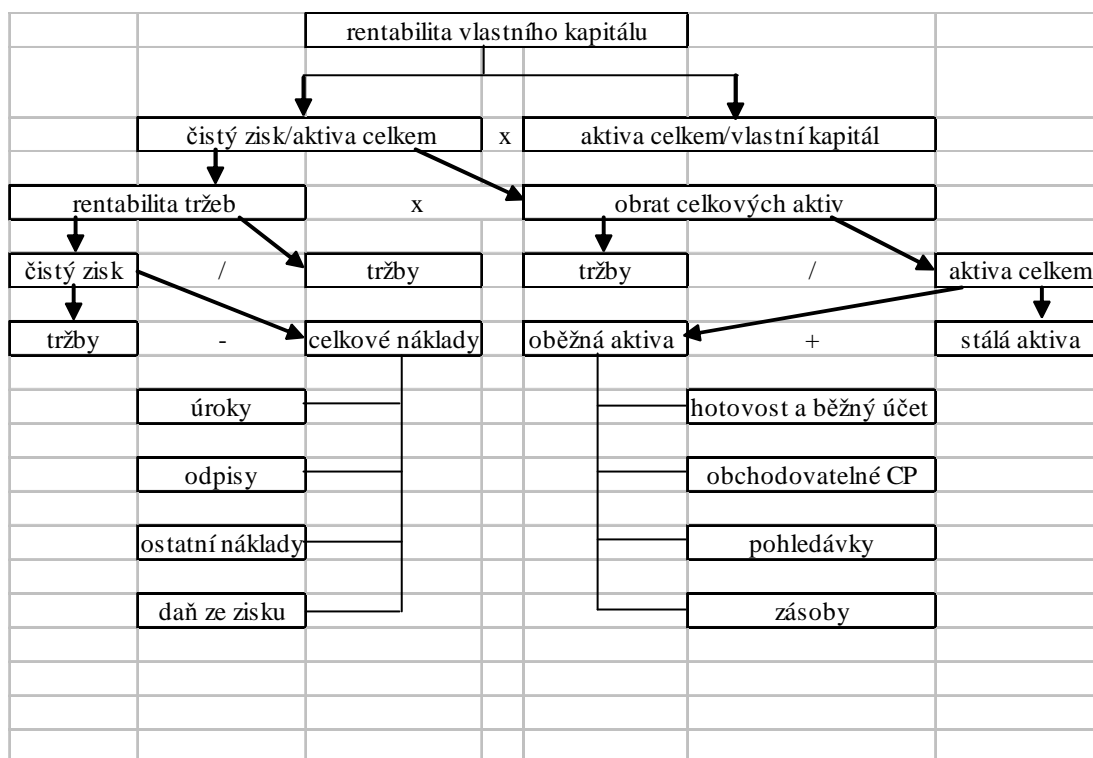 rentabilita vlastního kapitálu
čistý zisk/aktiva celkem x aktiva celkem/vlastní kapitál
rentabilita tržeb x obrat celkových aktiv
čistý zisk / tržby tržby / aktiva celkem
tržby - celkové náklady oběžná aktiva + stálá aktiva
úroky hotovost a běžný účet
odpisy obchodovatelné CP
ostatní náklady pohledávky
daň ze zisku zásoby